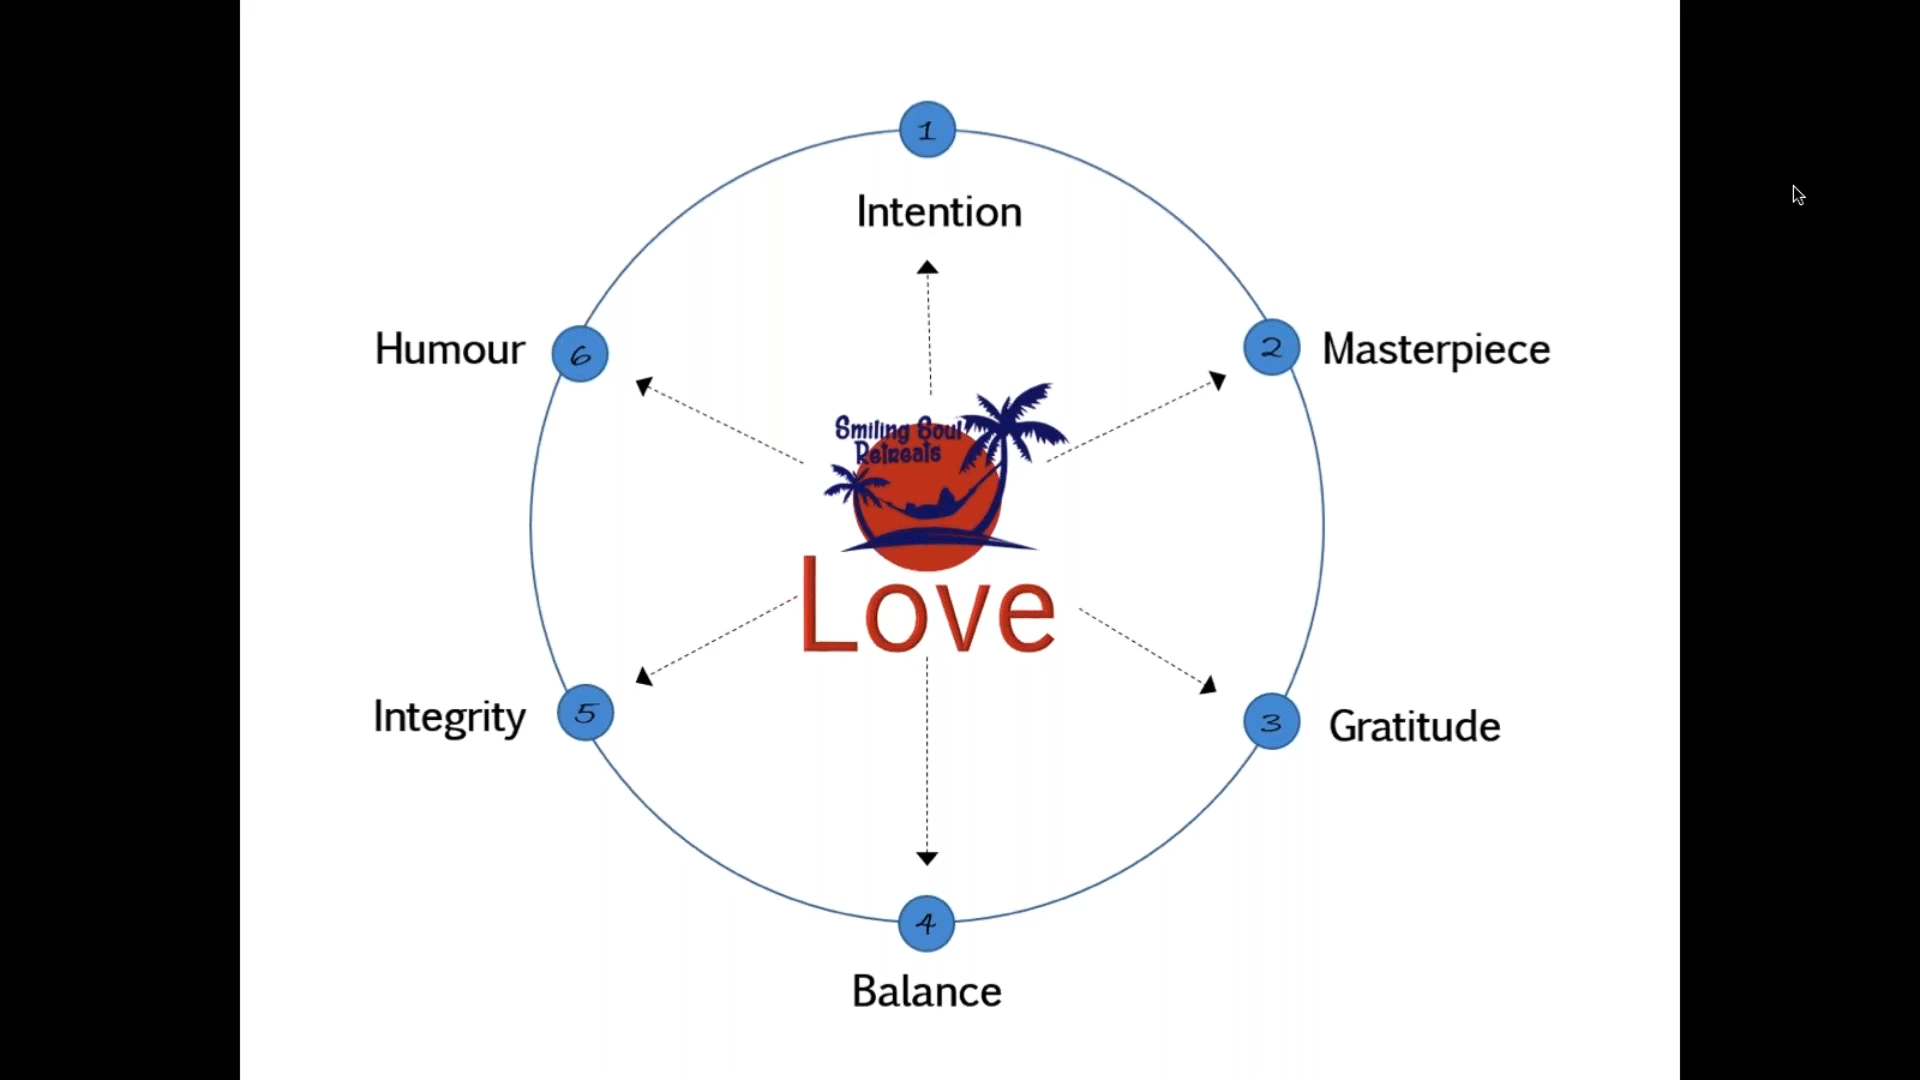 1
Intention
Humour
6
2
Masterpiece
Smiling Soul
Retreats
Love
Integrity
5
3
Gratitude
4
Balance